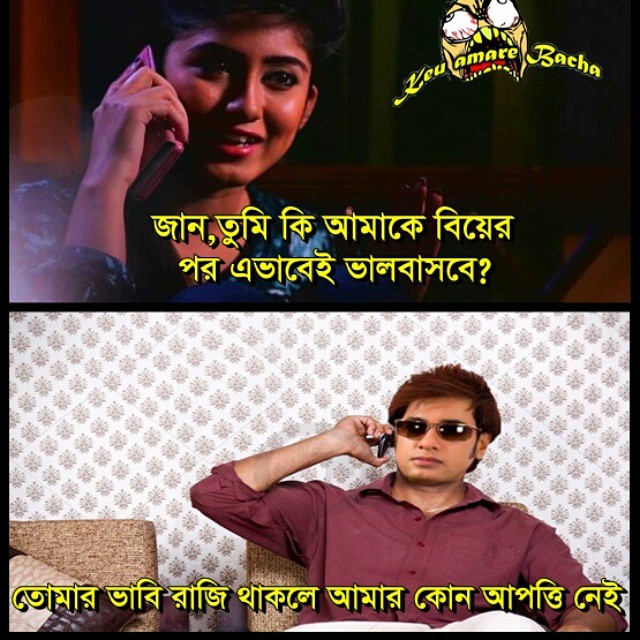 Keu amare Bacha
জান,তুমি কি আমাকে বিয়ের
পর এভাবেই ভালবাসবে?
তোমার ভাবি রাজি থাকলে আমার কোন আপত্তি নেই